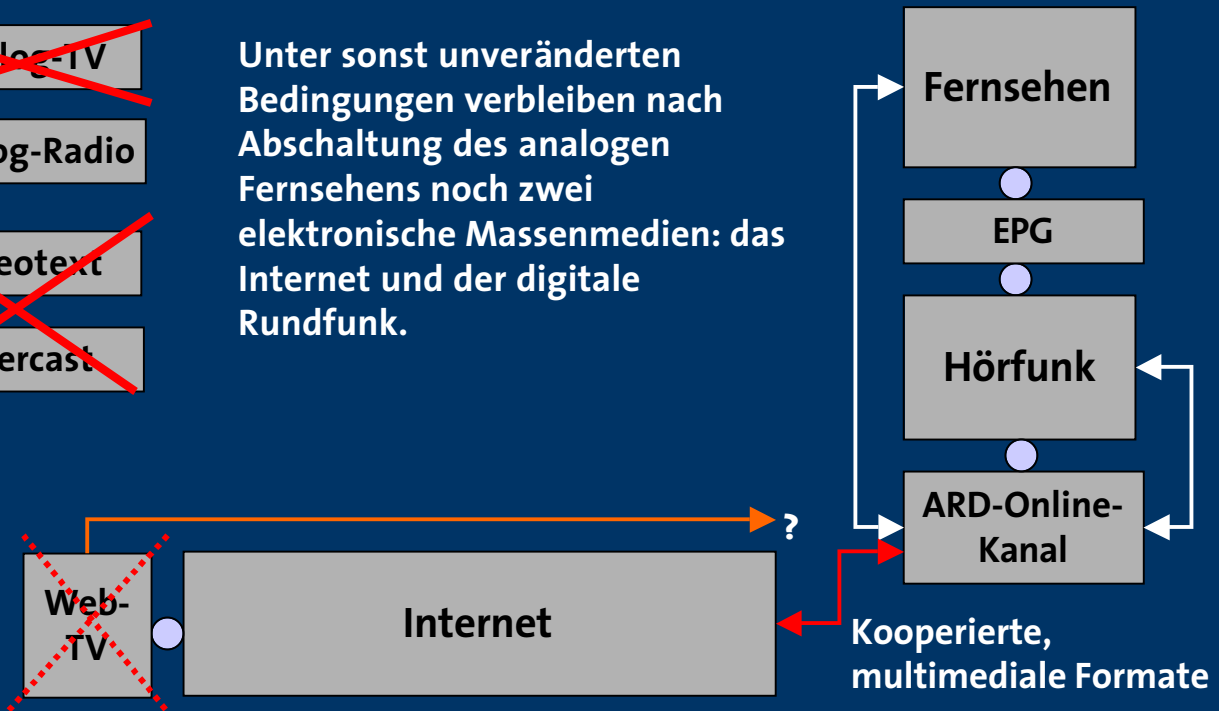 log-TV
og-Radio
eotext
ercast
Unter sonst unveränderten
Bedingungen verbleiben nach
Abschaltung des analogen
Fernsehens noch zwei
elektronische Massenmedien: das
Internet und der digitale
Rundfunk.
Fernsehen
EPG
Hörfunk
ARD-Online-
Kanal
?
Web-
TV
Internet
Kooperierte,
multimediale Formate